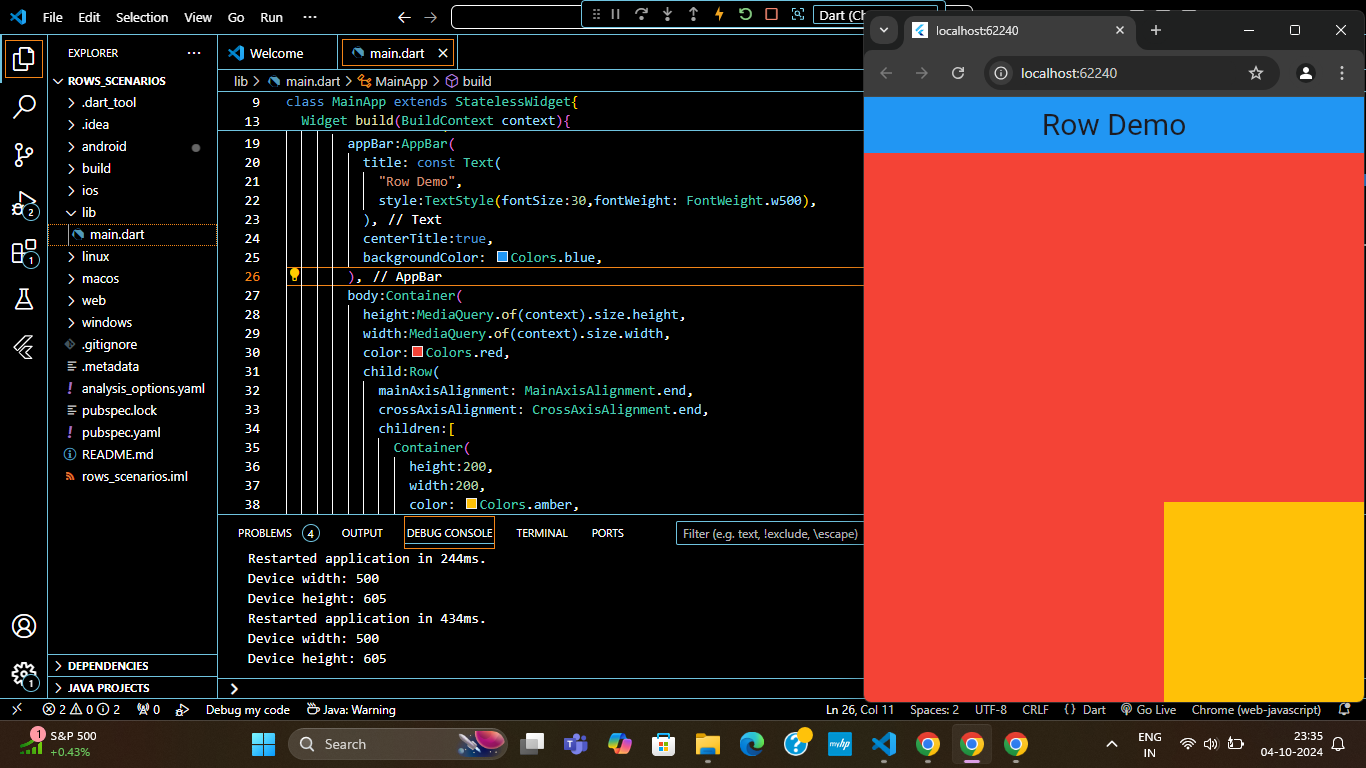 File Edit Selection View Go Run ···
Dart (Ch
EXPLORER ···
ROWS_SCENARIOS
.dart_tool
.idea
android
build
ios
lib
main.dart
linux
macos
web
windows
.gitignore
.metadata
! analysis_options.yaml
pubspec.lock
! pubspec.yaml
README.md
rows_scenarios.iml
DEPENDENCIES
JAVA PROJECTS
2
1
1
Welcome
main.dart
lib > main.dart > MainApp > build
9 class MainApp extends StatelessWidget{
13 Widget build(BuildContext context){
19 appBar:AppBar(
20 title: const Text(
21 "Row Demo",
22 style:TextStyle(fontSize:30,fontWeight: FontWeight.w500),
23 ), // Text
24 centerTitle:true,
25 backgroundColor: Colors.blue,
26 ), // AppBar
27 body:Container(
28 height:MediaQuery.of(context).size.height,
29 width:MediaQuery.of(context).size.width,
30 color: Colors.red,
31 child:Row(
32 mainAxisAlignment: MainAxisAlignment.end,
33 crossAxisAlignment: CrossAxisAlignment.end,
34 children:[
35 Container(
36 height:200,
37 width:200,
38 color: Colors.amber,
PROBLEMS 4 OUTPUT DEBUG CONSOLE TERMINAL PORTS
Filter (e.g. text, !exclude, \escape)
Restarted application in 244ms.
Device width: 500
Device height: 605
Restarted application in 434ms.
Device width: 500
Device height: 605
>
localhost:62240
localhost:62240
Row Demo
2 0 2 0 Debug my code Java: Warning
Ln 26, Col 11 Spaces: 2 UTF-8 CRLF {} Dart Go Live Chrome (web-javascript)
1
S&P 500
+0.43%
Search
myhp
ENG
IN
23:35
04-10-2024